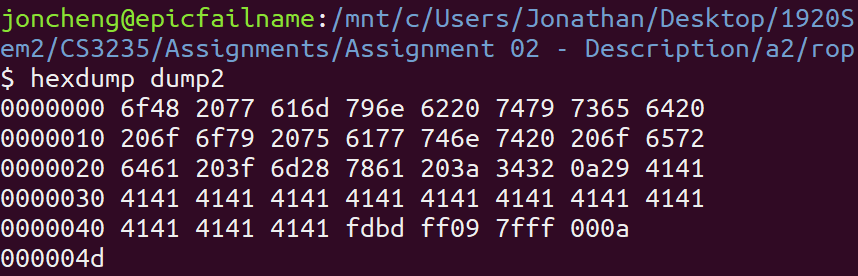 joncheng@epicfailname:/mnt/c/Users/Jonathan/Desktop/1920S
em2/CS3235/Assignments/Assignment 02 - Description/a2/rop
$ hexdump dump2
0000000 6f48 2077 616d 796e 6220 7479 7365 6420
0000010 206f 6f79 2075 6177 746e 7420 206f 6572
0000020 6461 203f 6d28 7861 203a 3432 0a29 4141
0000030 4141 4141 4141 4141 4141 4141 4141 4141
0000040 4141 4141 4141 fdbd ff09 7fff 000a
000004d